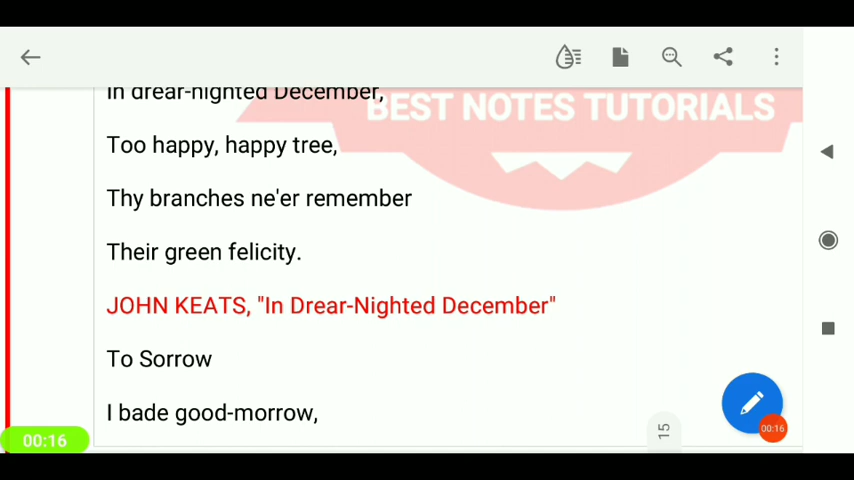 In drear-nighted December,
BEST NOTES TUTORIALS
Too happy, happy tree,
Thy branches ne'er remember
Their green felicity.
JOHN KEATS, "In Drear-Nighted December"
To Sorrow
I bade good-morrow,
15
00:16
00:16